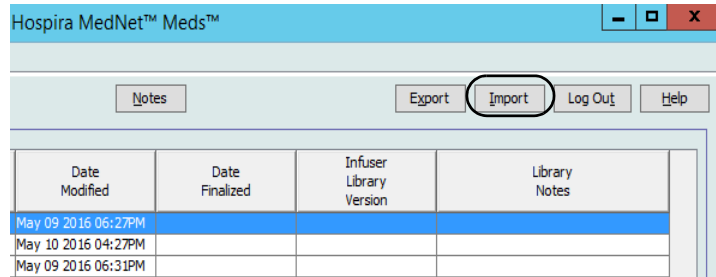 Hospira MedNet™ Meds™
Notes Export Import Log Out Help
Date Modified Date Finalized Infuser Library Version Library Notes
May 09 2016 06:27PM
May 10 2016 04:27PM
May 09 2016 06:31PM